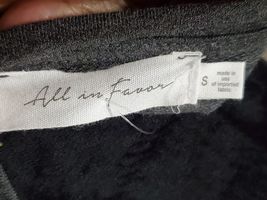 All in Favor
S
made in
usa
of imported
fabric